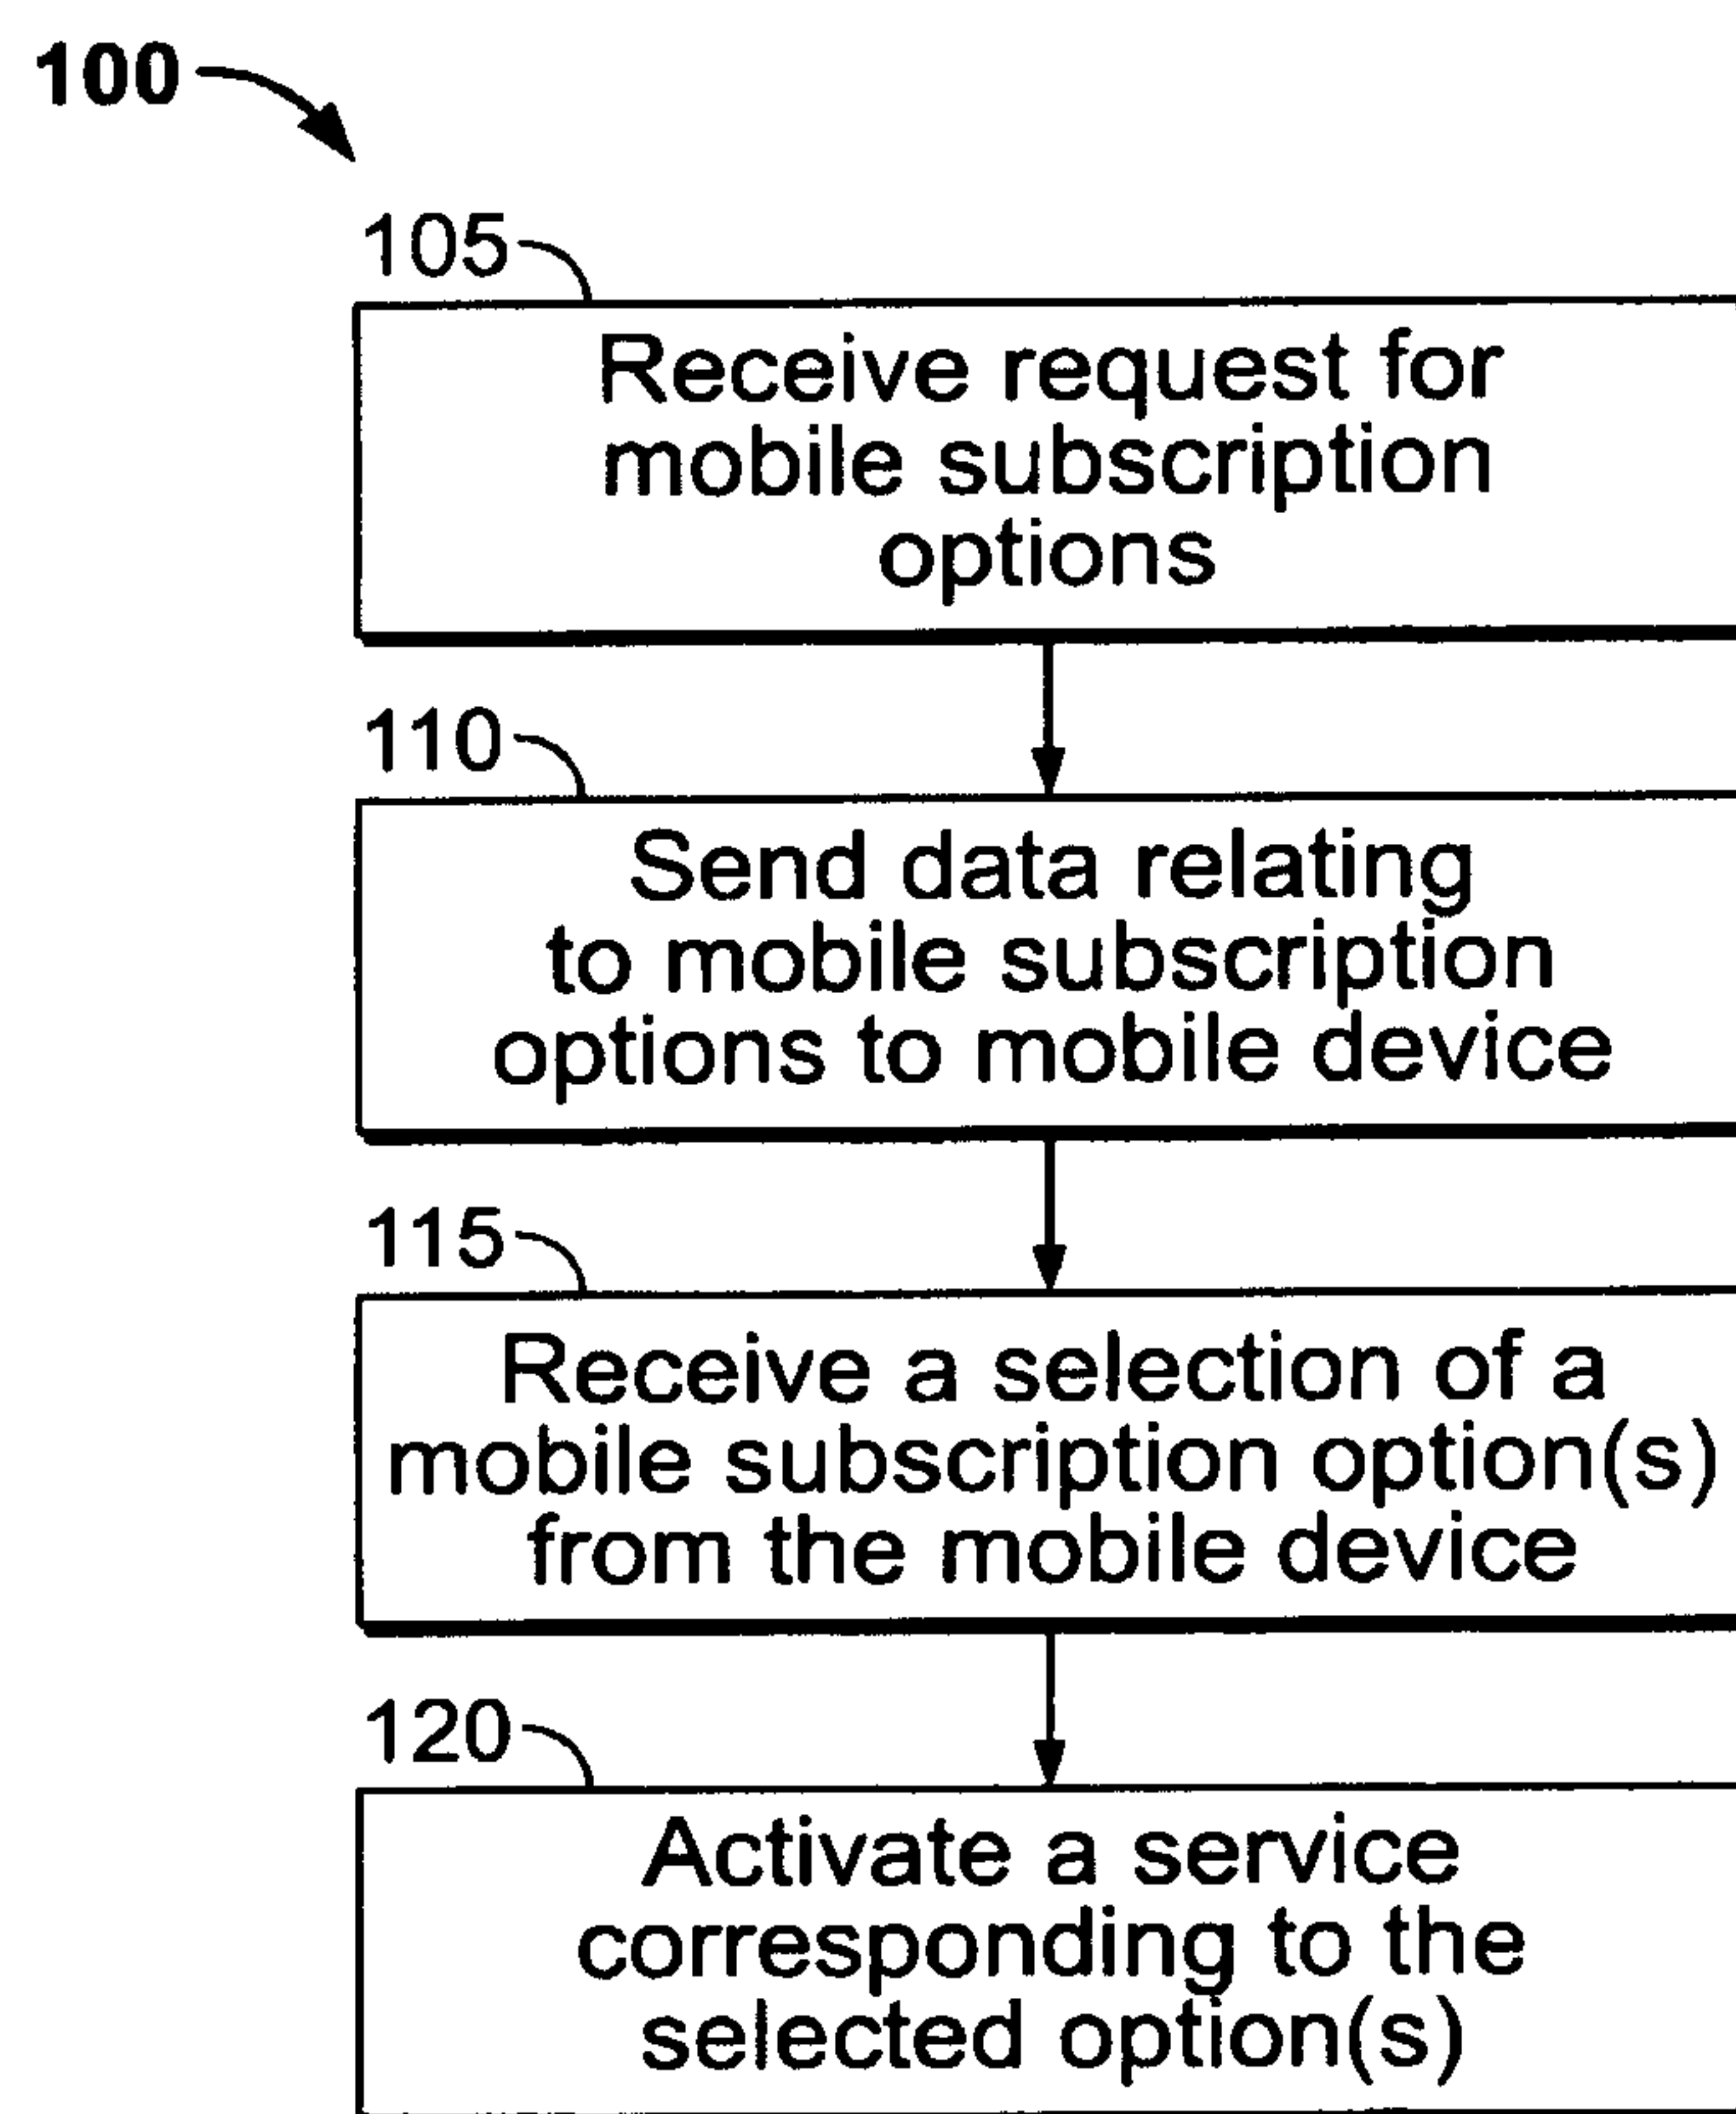 100
105
Receive request for
mobile subscription
options
110
Send data relating
to mobile subscription
options to mobile device
115
Receive a selection of a
mobile subscription option(s)
from the mobile device
120
Activate a service
corresponding to the
selected option(s)